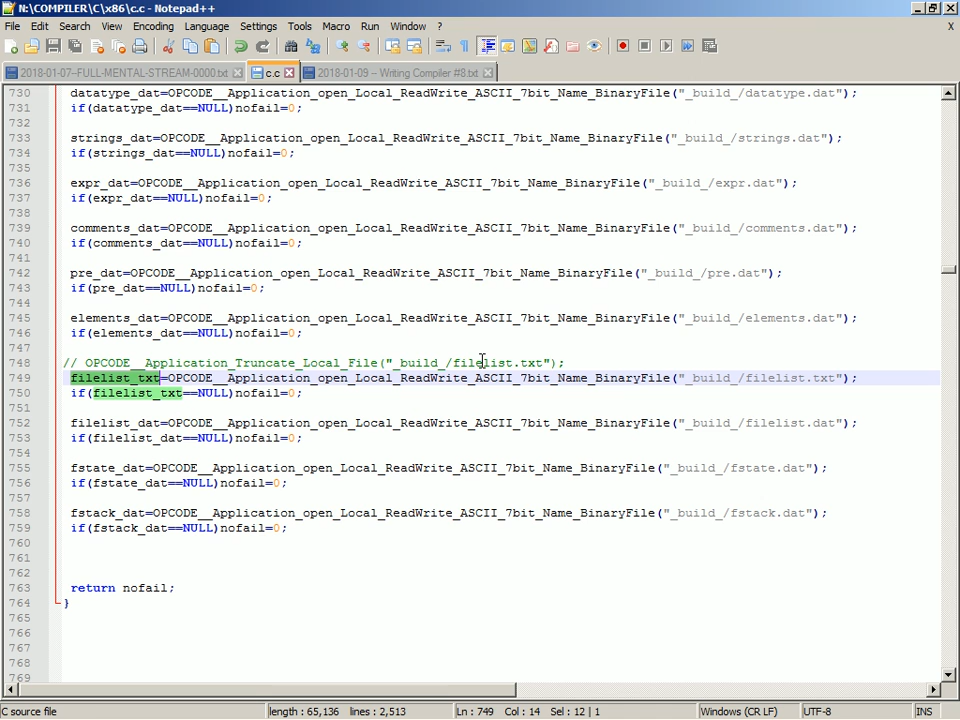 N:\COMPILER\C\x86\c.c - Notepad++
File Edit Search View Encoding Language Settings Tools Macro Run Window ?
X
2018-01-07--FULL-MENTAL-STREAM-0000.txt c.c 2018-01-09 -- Writing Compiler #8.txt
730 datatype_dat=OPCODE__Application_open_Local_ReadWrite_ASCII_7bit_Name_BinaryFile("_build_/datatype.dat");
731 if(datatype_dat==NULL)nofail=0;
732
733 strings_dat=OPCODE__Application_open_Local_ReadWrite_ASCII_7bit_Name_BinaryFile("_build_/strings.dat");
734 if(strings_dat==NULL)nofail=0;
735
736 expr_dat=OPCODE__Application_open_Local_ReadWrite_ASCII_7bit_Name_BinaryFile("_build_/expr.dat");
737 if(expr_dat==NULL)nofail=0;
738
739 comments_dat=OPCODE__Application_open_Local_ReadWrite_ASCII_7bit_Name_BinaryFile("_build_/comments.dat");
740 if(comments_dat==NULL)nofail=0;
741
742 pre_dat=OPCODE__Application_open_Local_ReadWrite_ASCII_7bit_Name_BinaryFile("_build_/pre.dat");
743 if(pre_dat==NULL)nofail=0;
744
745 elements_dat=OPCODE__Application_open_Local_ReadWrite_ASCII_7bit_Name_BinaryFile("_build_/elements.dat");
746 if(elements_dat==NULL)nofail=0;
747
748 // OPCODE__Application_Truncate_Local_File("_build_/filelist.txt");
749 filelist_txt=OPCODE__Application_open_Local_ReadWrite_ASCII_7bit_Name_BinaryFile("_build_/filelist.txt");
750 if(filelist_txt==NULL)nofail=0;
751
752 filelist_dat=OPCODE__Application_open_Local_ReadWrite_ASCII_7bit_Name_BinaryFile("_build_/filelist.dat");
753 if(filelist_dat==NULL)nofail=0;
754
755 fstate_dat=OPCODE__Application_open_Local_ReadWrite_ASCII_7bit_Name_BinaryFile("_build_/fstate.dat");
756 if(fstate_dat==NULL)nofail=0;
757
758 fstack_dat=OPCODE__Application_open_Local_ReadWrite_ASCII_7bit_Name_BinaryFile("_build_/fstack.dat");
759 if(fstack_dat==NULL)nofail=0;
760
761
762
763 return nofail;
764 }
765
766
767
768
769
C source file length : 65,136 lines : 2,513 Ln : 749 Col : 14 Sel : 12 | 1 Windows (CR LF) UTF-8 INS